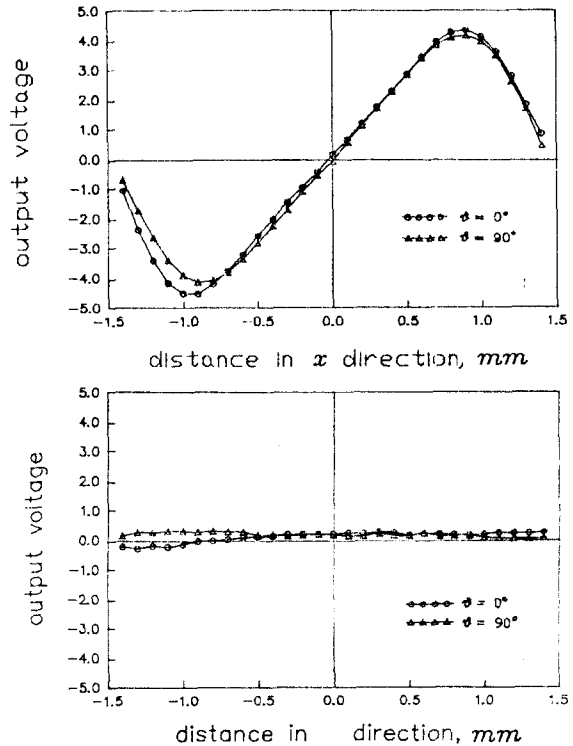 5.0
4.0
3.0
2.0
1.0
0.0
−1.0
−2.0
−3.0
−4.0
−5.0
output voltage
ϑ = 0°
ϑ = 90°
−1.5 −1.0 −0.5 0.0 0.5 1.0 1.5
distance in x direction, mm
5.0
4.0
3.0
2.0
1.0
0.0
−1.0
−2.0
−3.0
−4.0
−5.0
output voltage
ϑ = 0°
ϑ = 90°
−1.5 −1.0 −0.5 0.0 0.5 1.0 1.5
distance in direction, mm